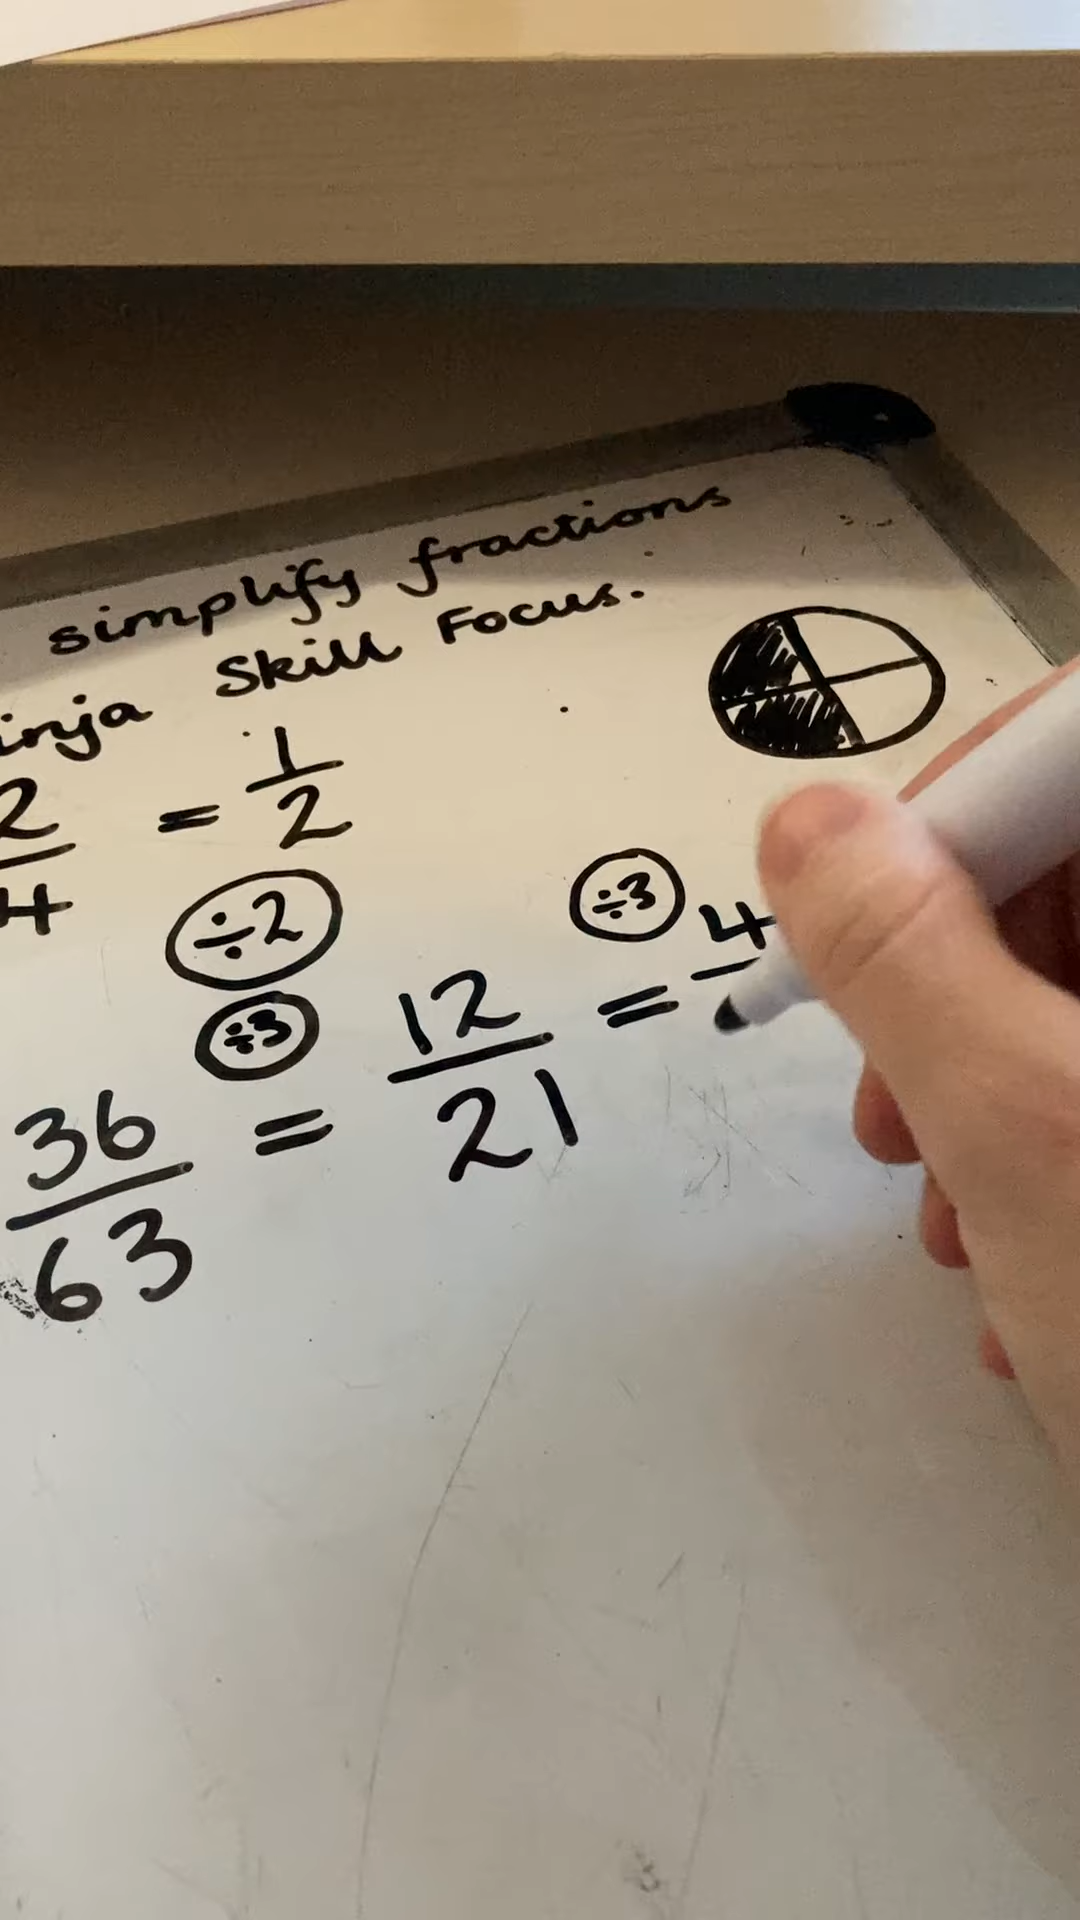 simplify fractions
inja Skill Focus.
2/4 = 1/2
÷2
÷3 ÷3
36/63 = 12/21 = 4